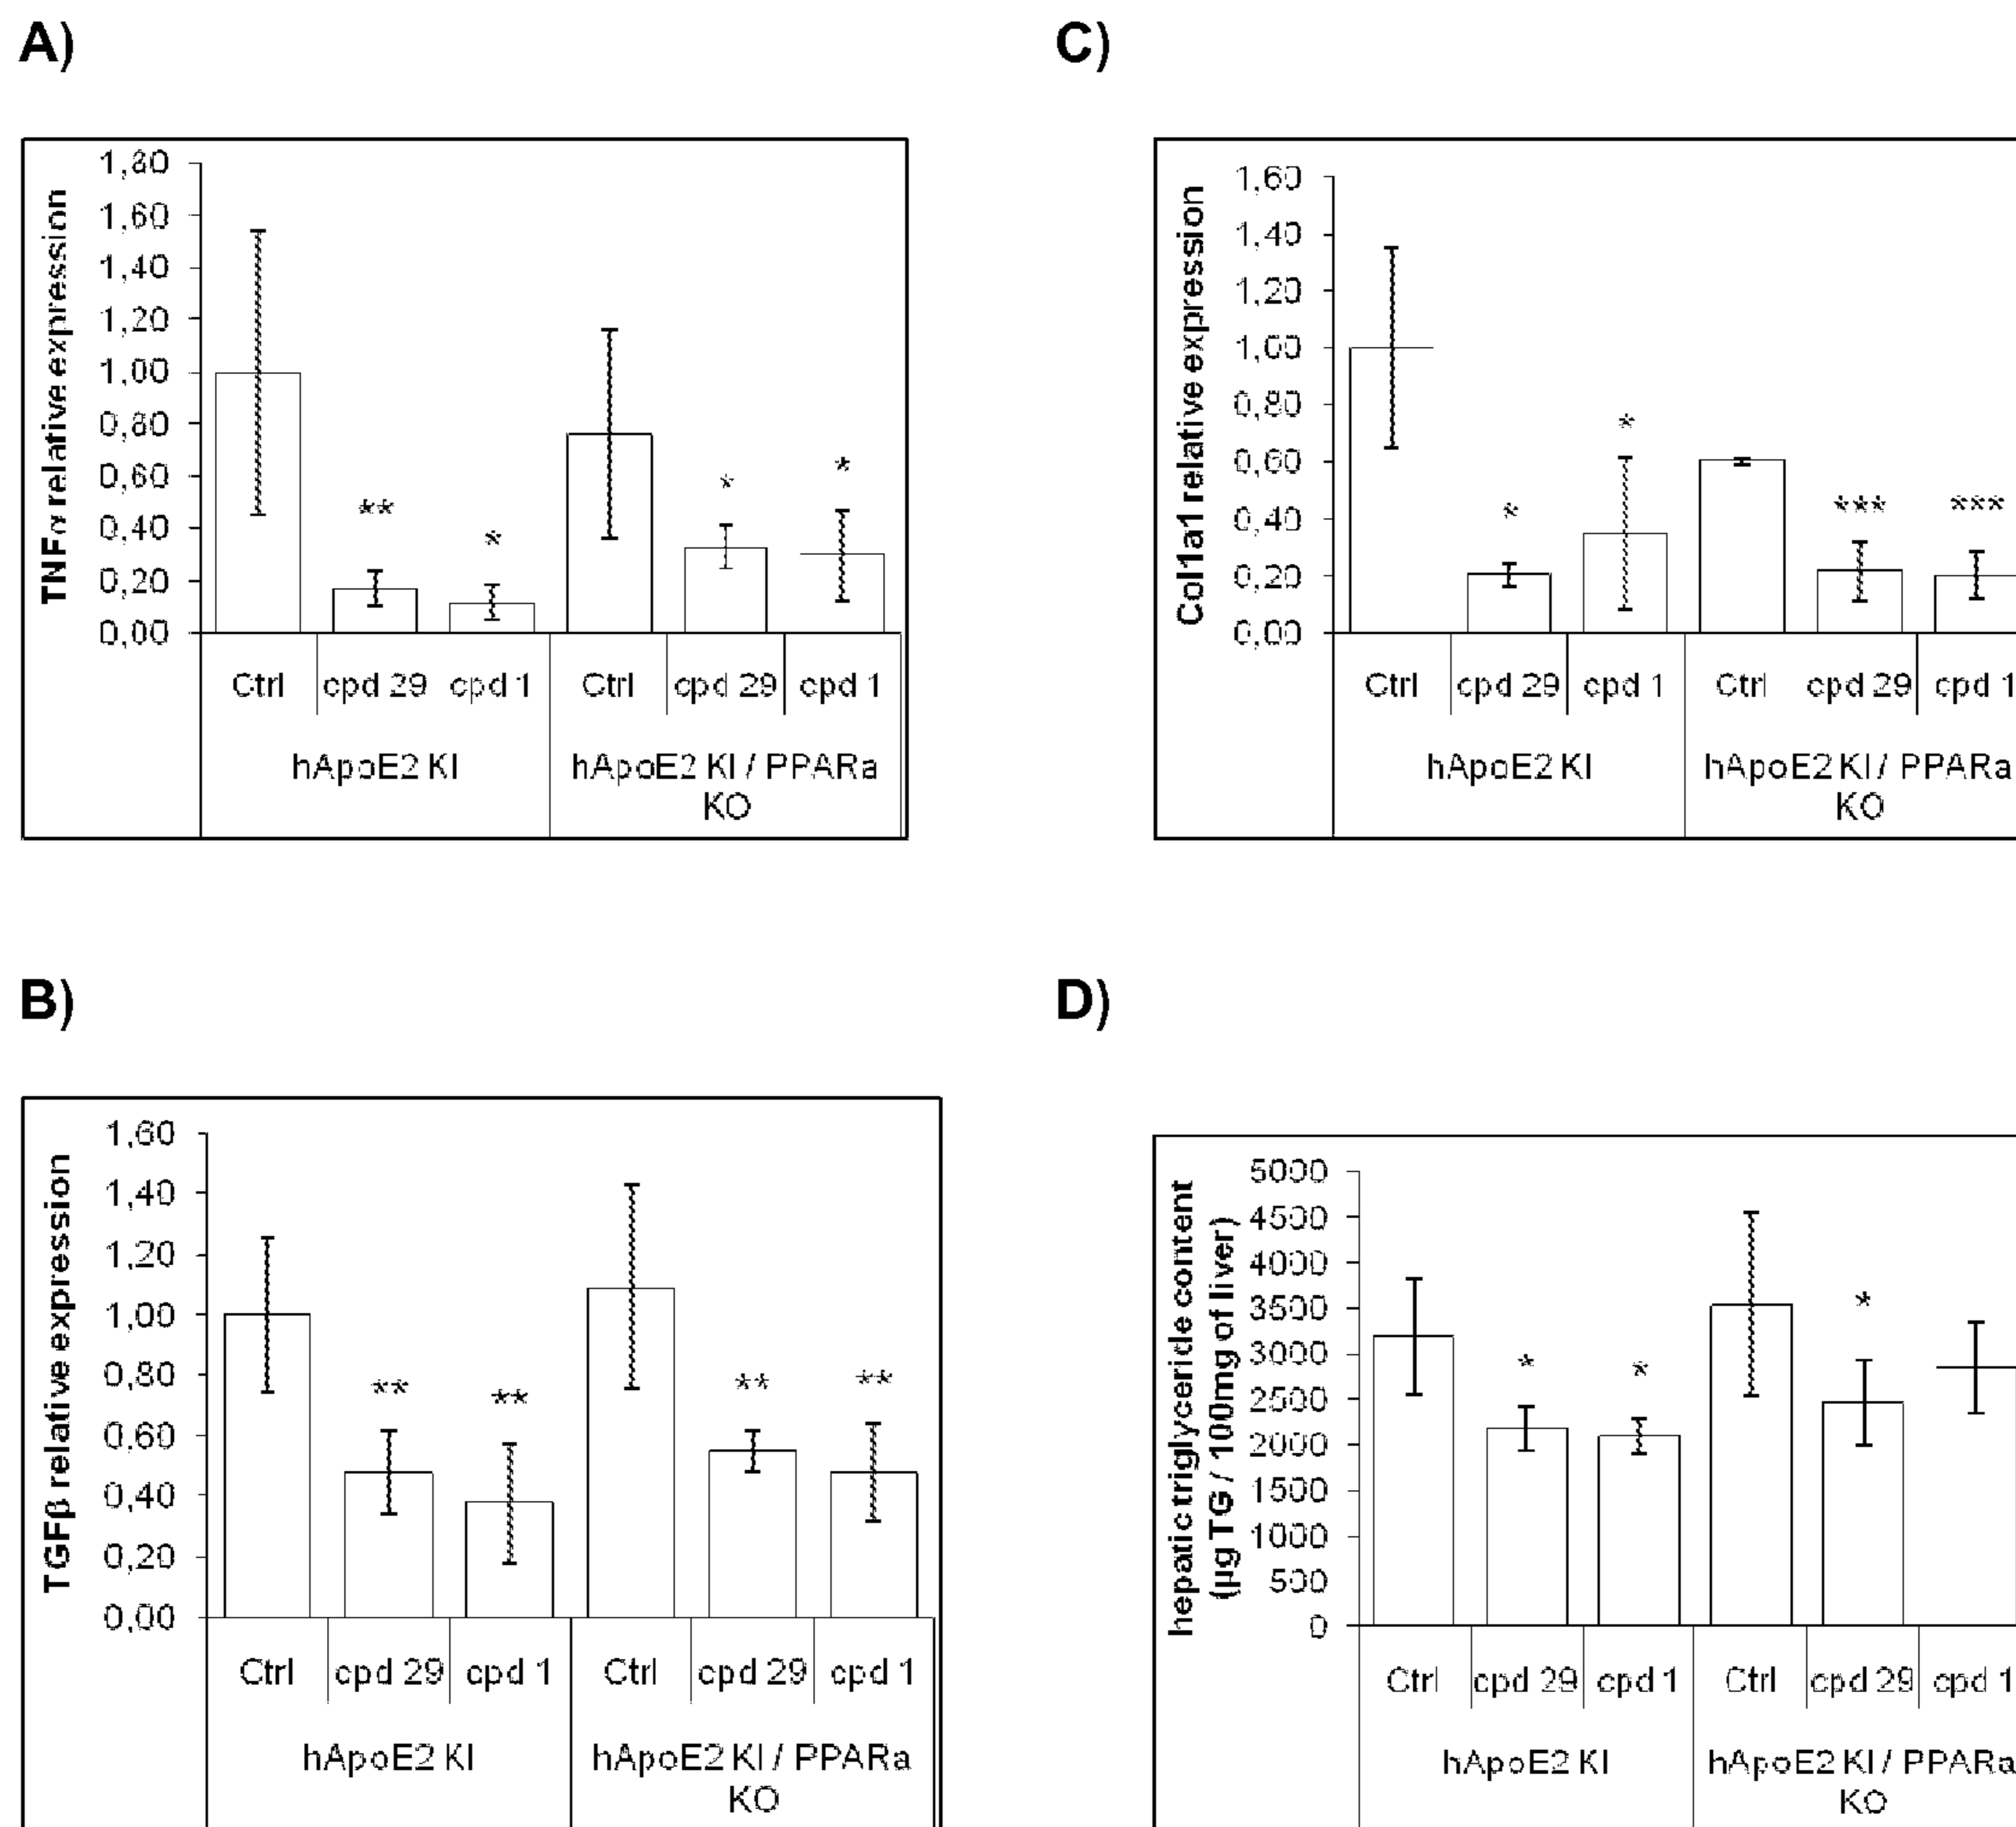 A)
TNFα relative expression
1,80
1,60
1,40
1,20
1,00
0,80
0,60
0,40
0,20
0,00
** * * *
Ctrl cpd 29 cpd 1 Ctrl cpd 29 cpd 1
hApoE2 KI hApoE2 KI / PPARa
KO
C)
Col1a1 relative expression
1,60
1,40
1,20
1,00
0,80
0,60
0,40
0,20
0,00
* * *** ***
Ctrl cpd 29 cpd 1 Ctrl cpd 29 cpd 1
hApoE2 KI hApoE2 KI / PPARa
KO
B)
TGFβ relative expression
1,60
1,40
1,20
1,00
0,80
0,60
0,40
0,20
0,00
** ** ** **
Ctrl cpd 29 cpd 1 Ctrl cpd 29 cpd 1
hApoE2 KI hApoE2 KI / PPARa
KO
D)
hepatic triglyceride content
(µg TG / 100mg of liver)
5000
4500
4000
3500
3000
2500
2000
1500
1000
500
0
* * *
Ctrl cpd 29 cpd 1 Ctrl cpd 29 cpd 1
hApoE2 KI hApoE2 KI / PPARa
KO